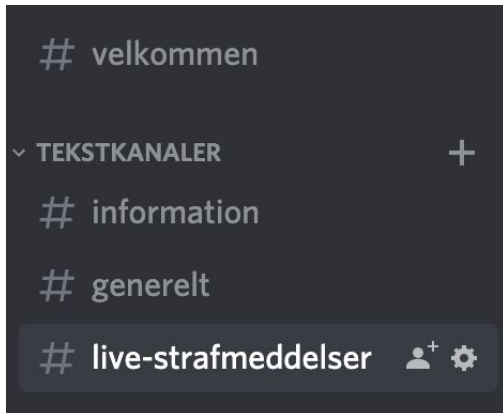 # velkommen
TEKSTKANALER
# information
# generelt
# live-strafmeddelser